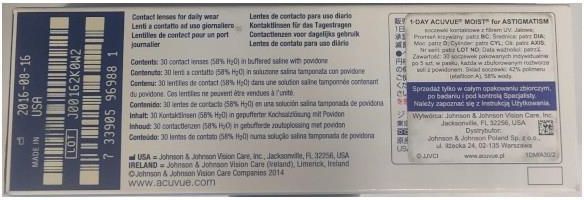 MADE IN
2016-08-16
USA
LOT
J00162K0W2
7 33905 96988 1
Contact lenses for daily wear
Lenti a contatto ad uso giornaliero
Lentilles de contact pour un port
journalier
Lentes de contacto para uso diario
Kontaktlinsen für das Tagestragen
Contactlenzen voor dagelijks gebruik
Lentes de contato para uso diário
Contents: 30 contact lenses (58% H₂O) in buffered saline with povidone
Contenuto: 30 lenti a contatto (58% H₂O) in soluzione salina tamponata con povidone
Contenu: 30 lentilles de contact (58% H₂O) dans une solution saline tamponnée contenant
du povidone. Ces lentilles ne peuvent être vendues à l'unité.
Contenido: 30 lentes de contacto (58% H₂O) en una solución salina tamponada de povidona
Inhalt: 30 Kontaktlinsen (58% H₂O) in gepufferter Kochsalzlösung mit Povidon
Inhoud: 30 contactlenzen (58% H₂O) in gebufferde zoutoplossing met povidon
Conteúdo: 30 lentes de contato (58% H₂O) numa solução salina tamponada de povidona
USA = Johnson & Johnson Vision Care, Inc., Jacksonville, FL 32256, USA
IRELAND = Johnson & Johnson Vision Care (Ireland), Limerick, Ireland
© Johnson & Johnson Vision Care Companies 2014
www.acuvue.com
1-DAY ACUVUE® MOIST® for ASTIGMATISM
soczewki kontaktowe z filtrem UV. Jałowe.
Promień krzywizny: patrz BC; Średnica: patrz DIA;
Moc: patrz D; Cylinder: patrz CYL; Oś: patrz AXIS.
Nr serii: patrz LOT NO; Data ważności: patrz
Zawartość: 30 soczewek pakowanych indywidualnie
po 5 szt. w pasku, każda w zbuforowanym roztworze
soli z powidonem. Skład soczewki: 42% polimeru
(etafilcon A), 58% wody.
Sprzedaż tylko w całym opakowaniu zbiorczym,
po badaniu i pod kontrolą Specjalisty.
Należy zapoznać się z Instrukcją Użytkowania.
Wytwórca: Johnson & Johnson Vision Care, Inc.
Jacksonville, FL 32256, USA
Dystrybutor:
Johnson & Johnson Poland Sp. z o.o.
ul. Iłżecka 24, 02-135 Warszawa
© JJVCI www.acuvue.pl 1DM/A30/2